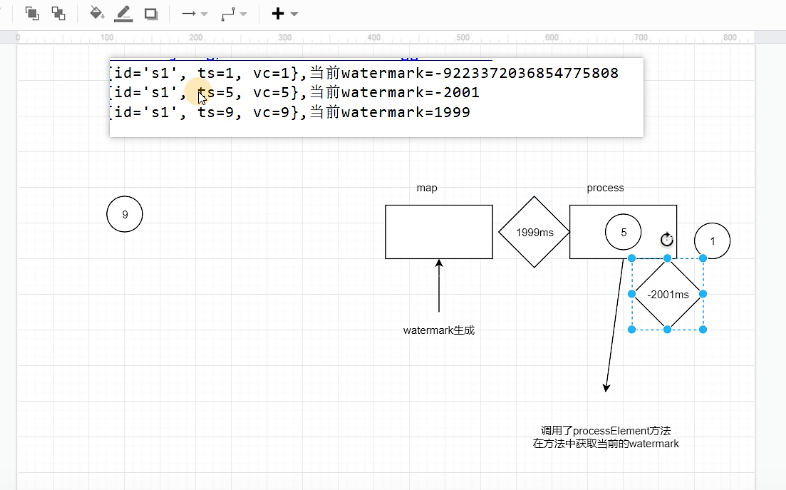 0 100 200 300 400 500 600 700 800
[id='s1', ts=1, vc=1},当前watermark=-9223372036854775808
[id='s1', ts=5, vc=5},当前watermark=-2001
[id='s1', ts=9, vc=9},当前watermark=1999
map
process
9
1999ms
5
1
-2001ms
watermark生成
调用了processElement方法
在方法中获取当前的watermark